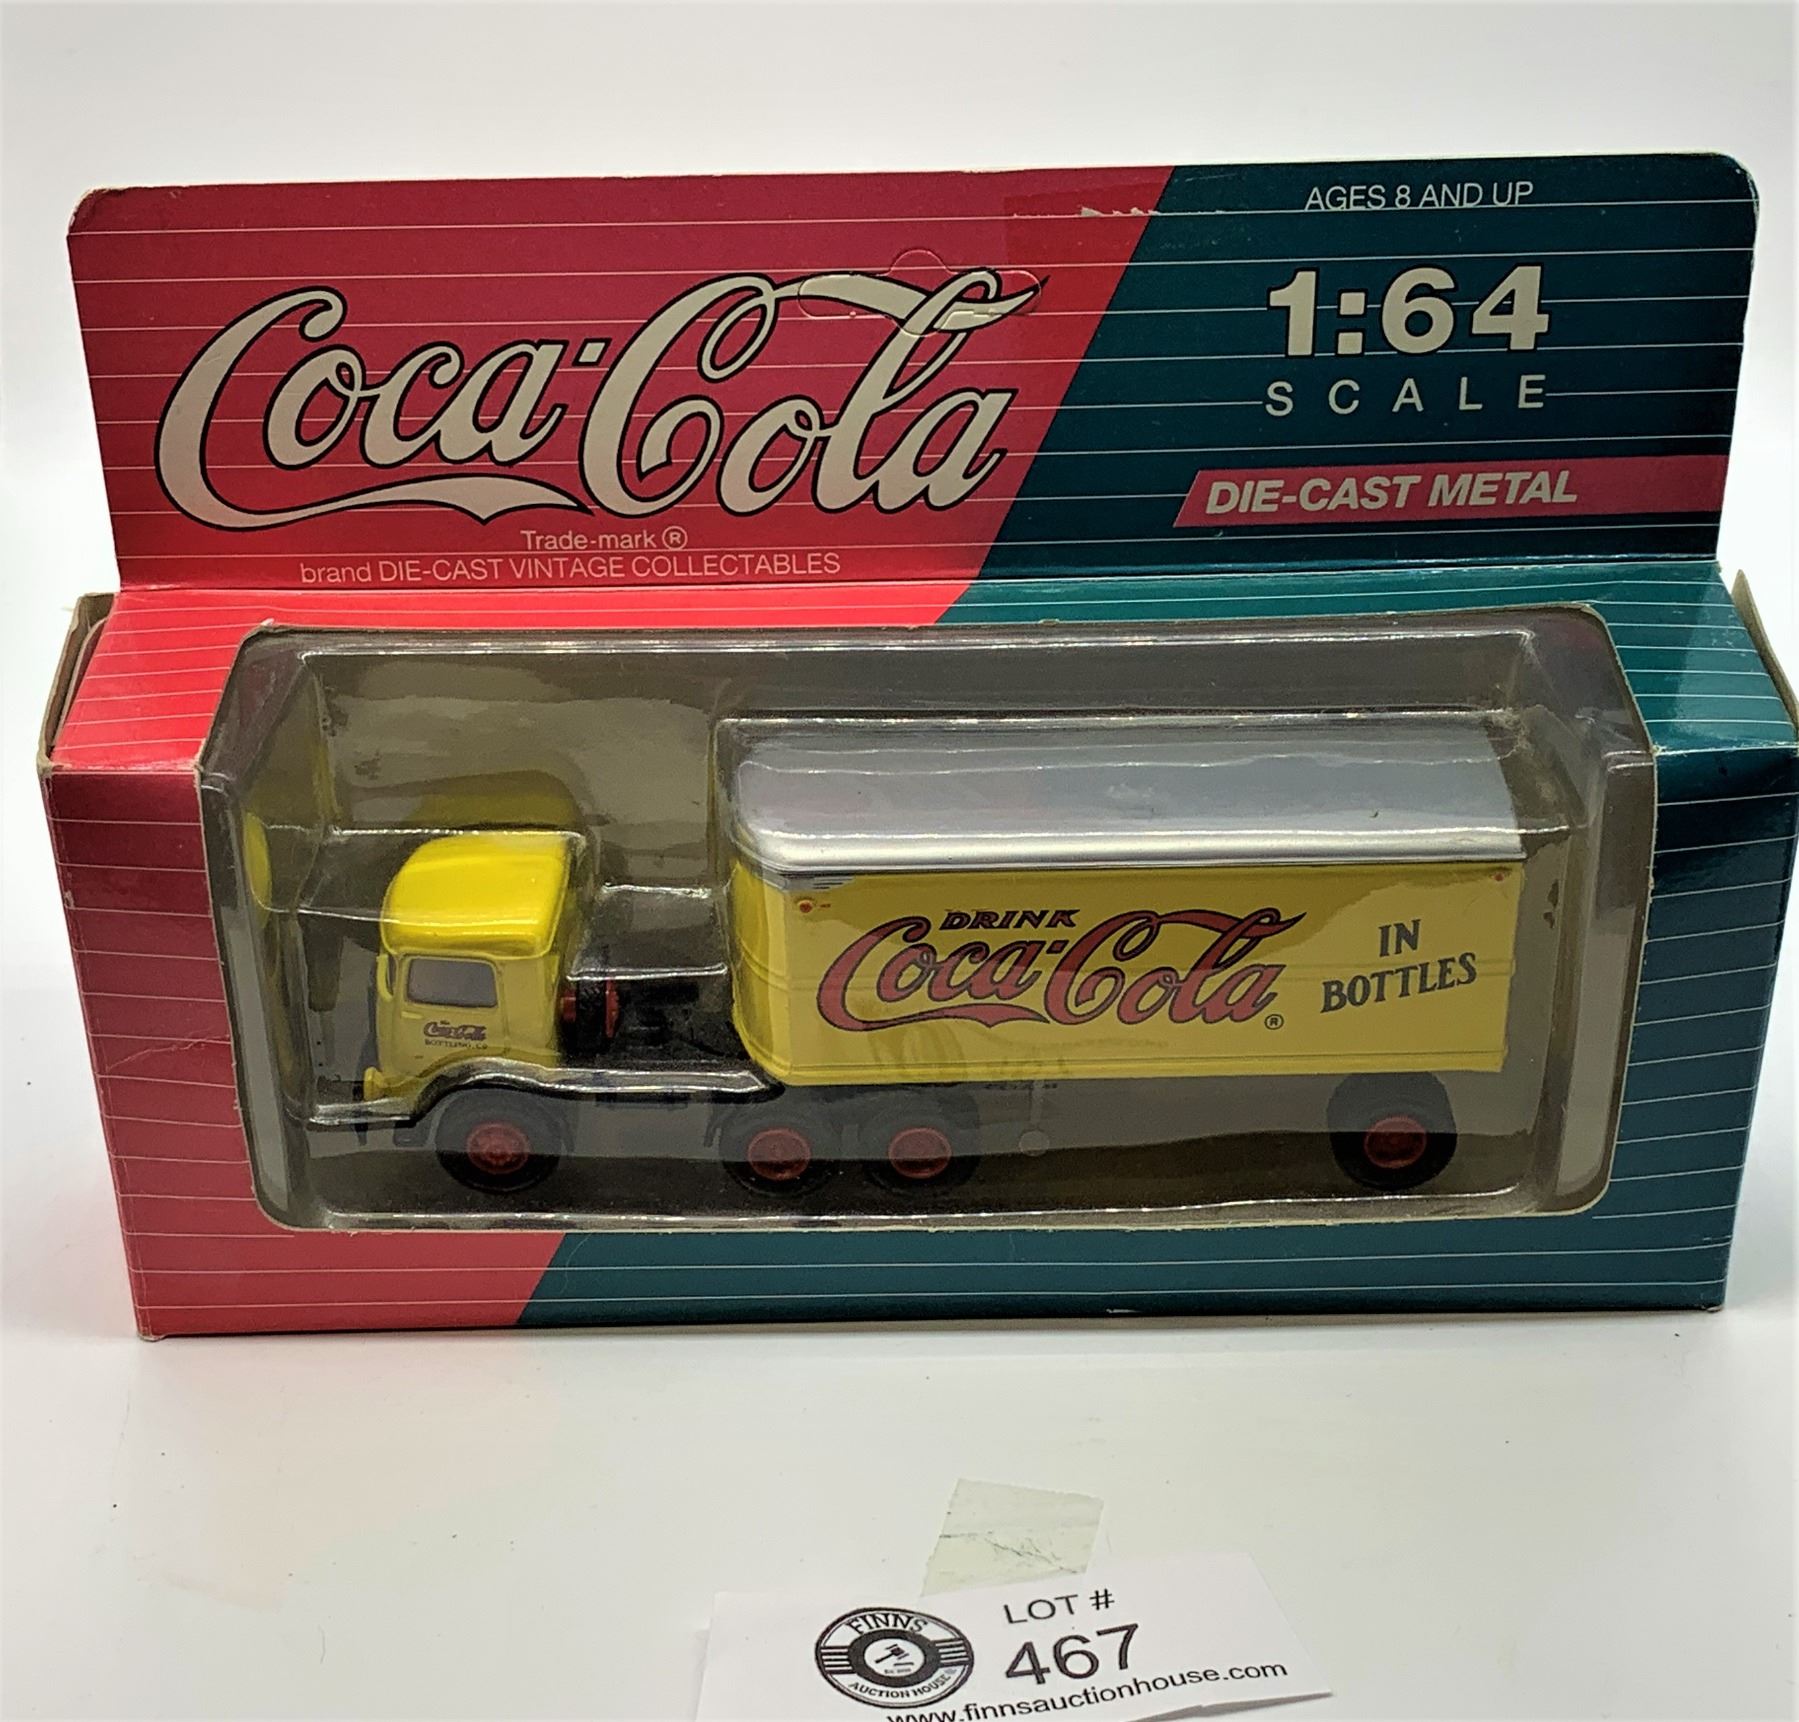 AGES 8 AND UP
Coca-Cola
1:64
SCALE
DIE-CAST METAL
Trade-mark ®
brand DIE-CAST VINTAGE COLLECTABLES
DRINK
Coca-Cola ®
IN
BOTTLES
Coca-Cola
BOTTLING CO
LOT #
467
FINNS
AUCTION HOUSE
www.finnsauctionhouse.com